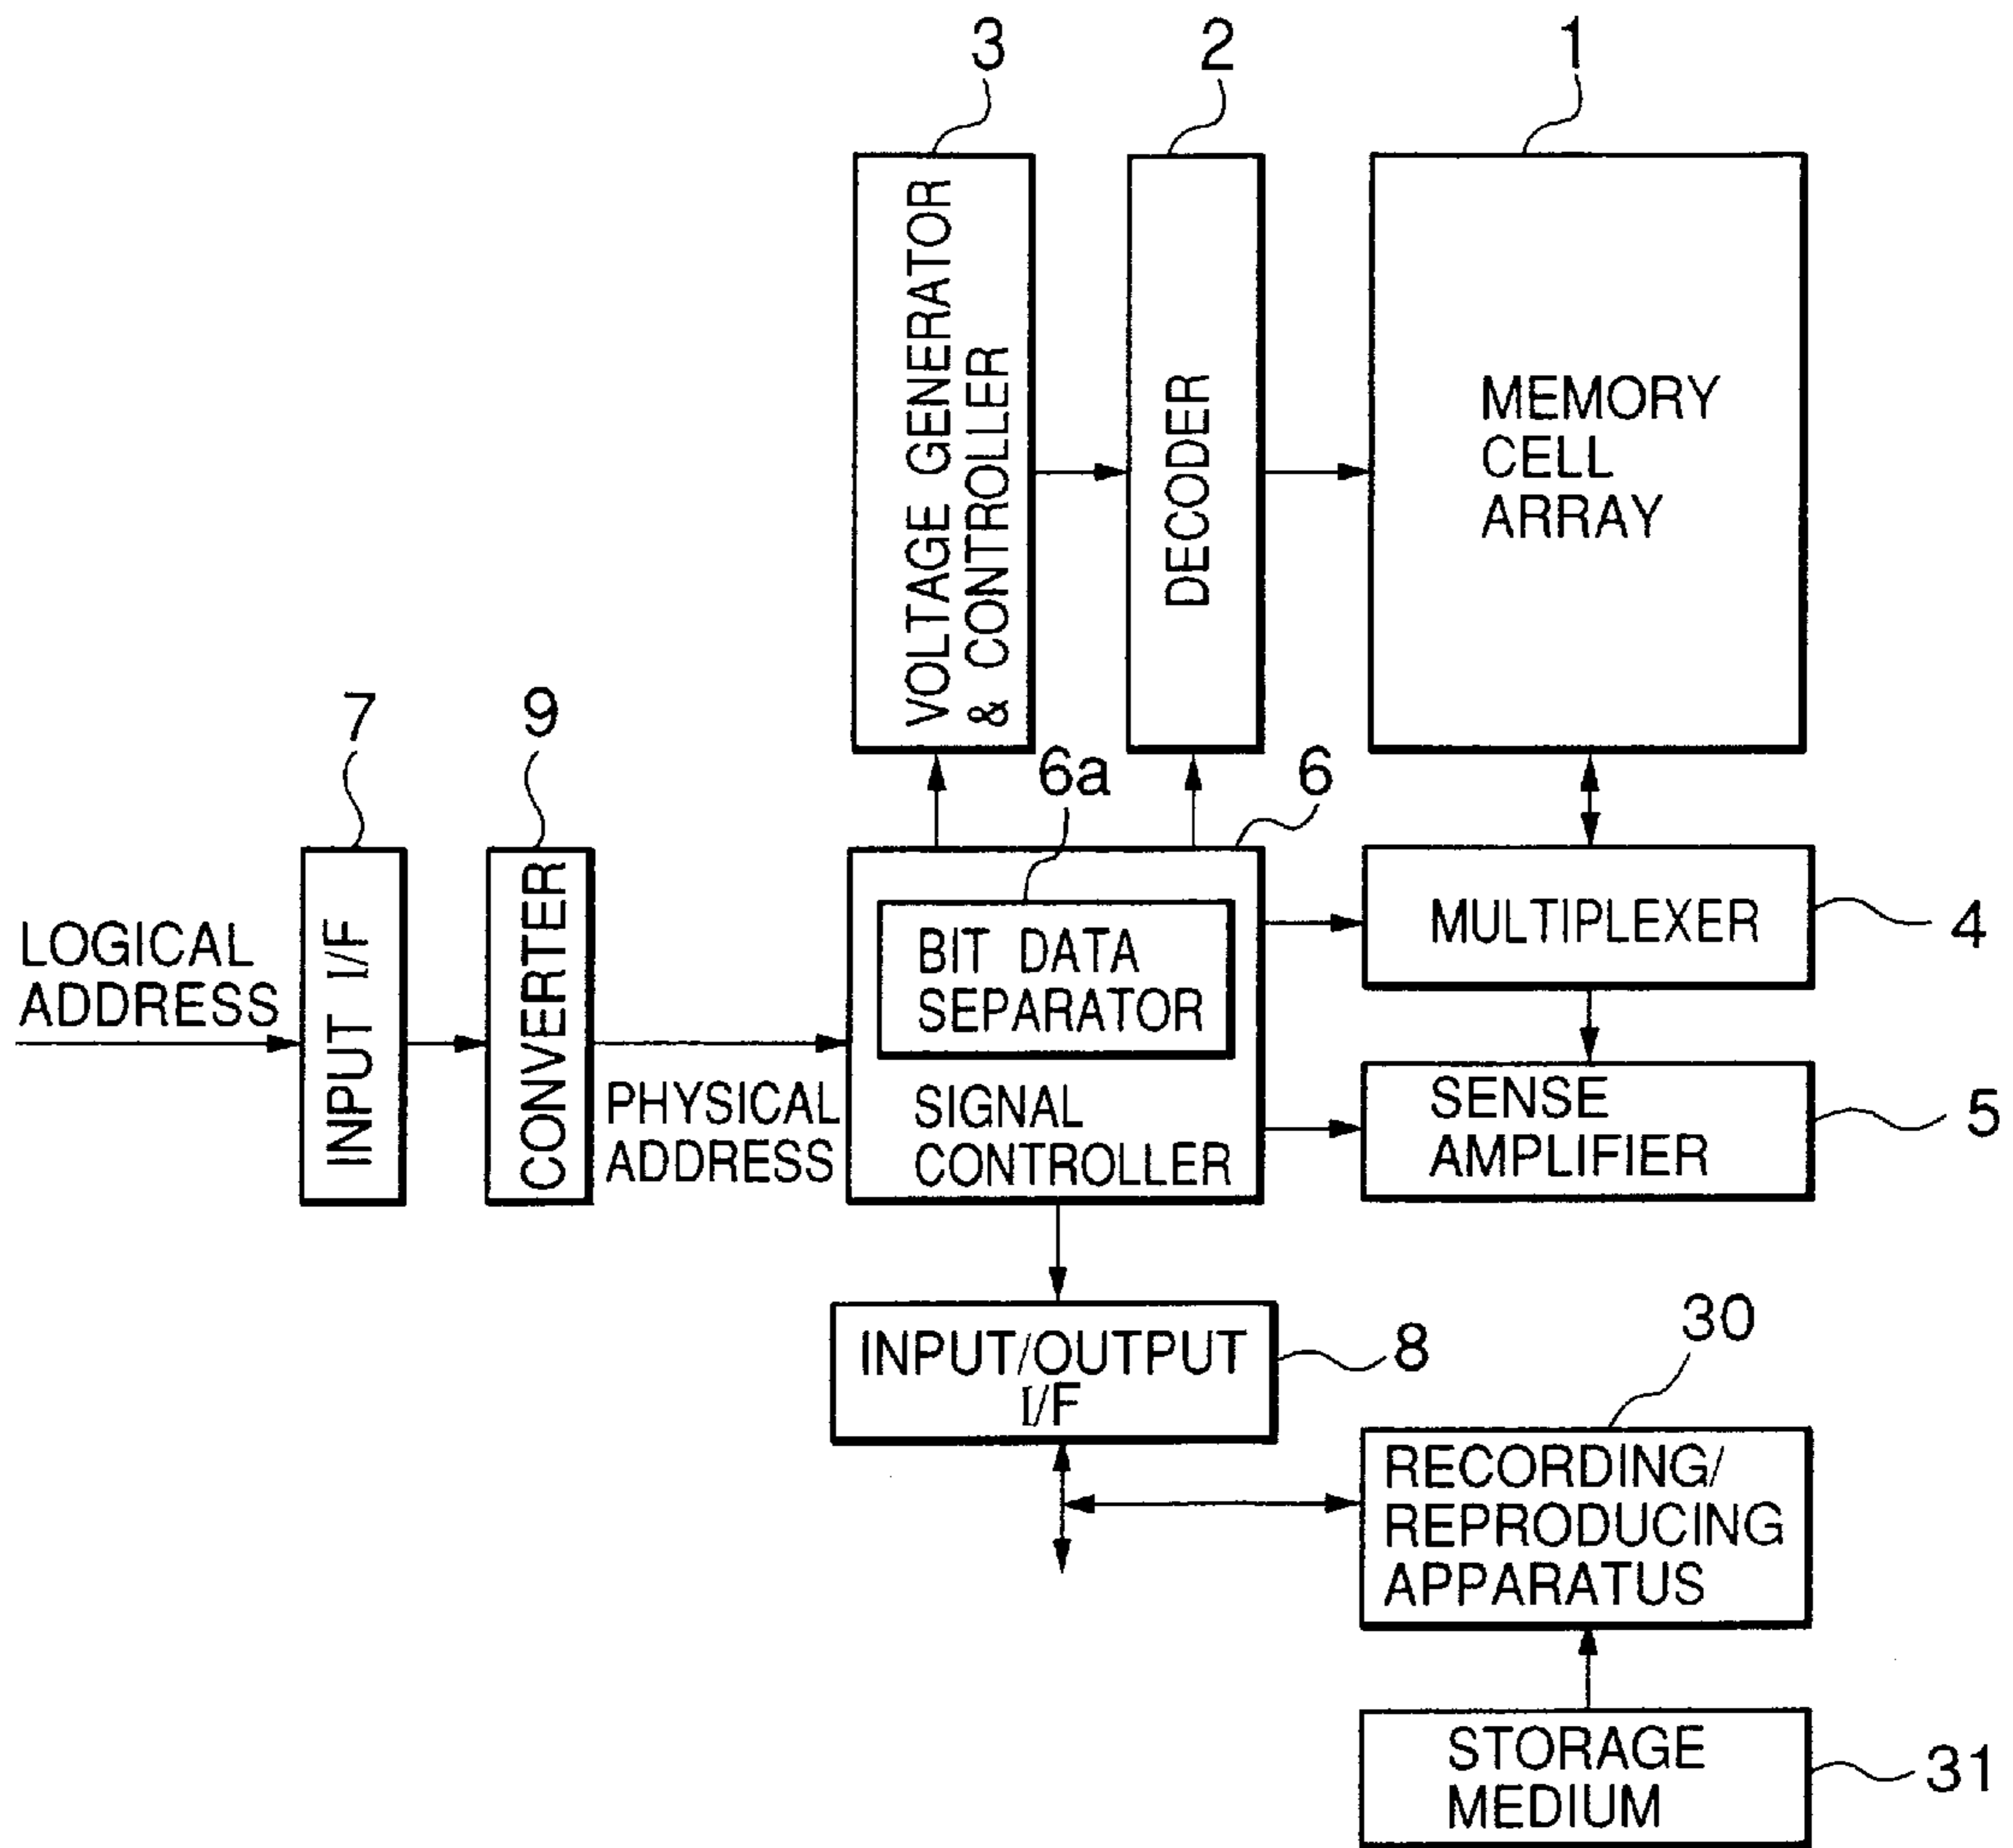 3
2
1
VOLTAGE GENERATOR
& CONTROLLER
DECODER
MEMORY
CELL
ARRAY
7
9
6a
6
LOGICAL
ADDRESS
INPUT I/F
CONVERTER
PHYSICAL
ADDRESS
BIT DATA
SEPARATOR
SIGNAL
CONTROLLER
MULTIPLEXER
4
SENSE
AMPLIFIER
5
INPUT/OUTPUT
I/F
8
30
RECORDING/
REPRODUCING
APPARATUS
STORAGE
MEDIUM
31